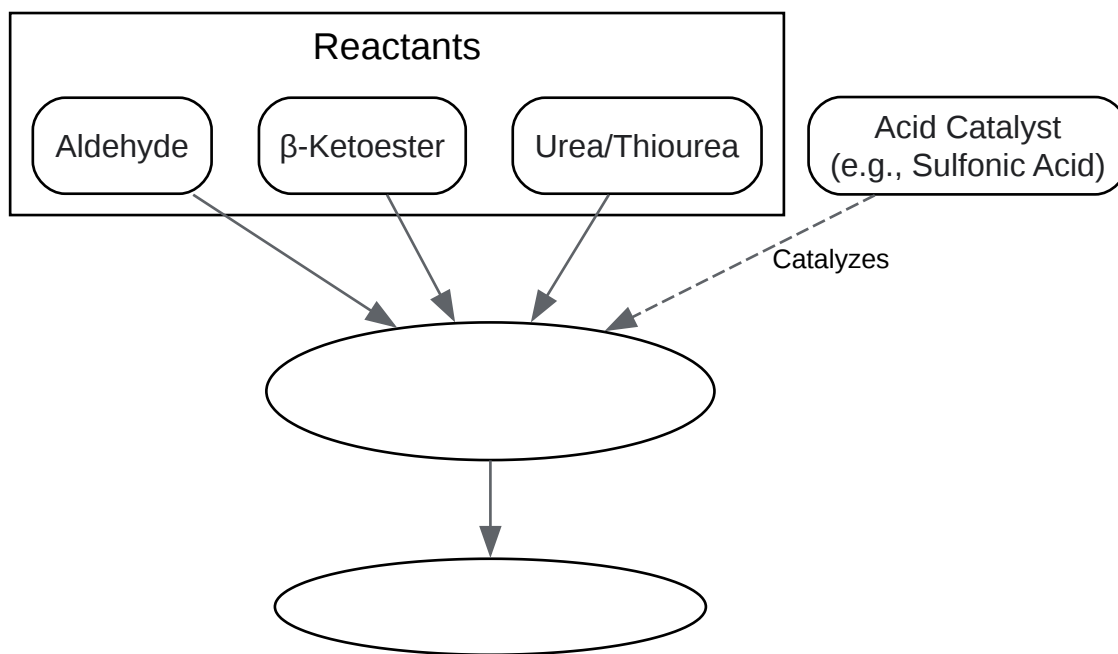 Reactants
Aldehyde
β-Ketoester
Urea/Thiourea
Acid Catalyst
(e.g., Sulfonic Acid)
Catalyzes